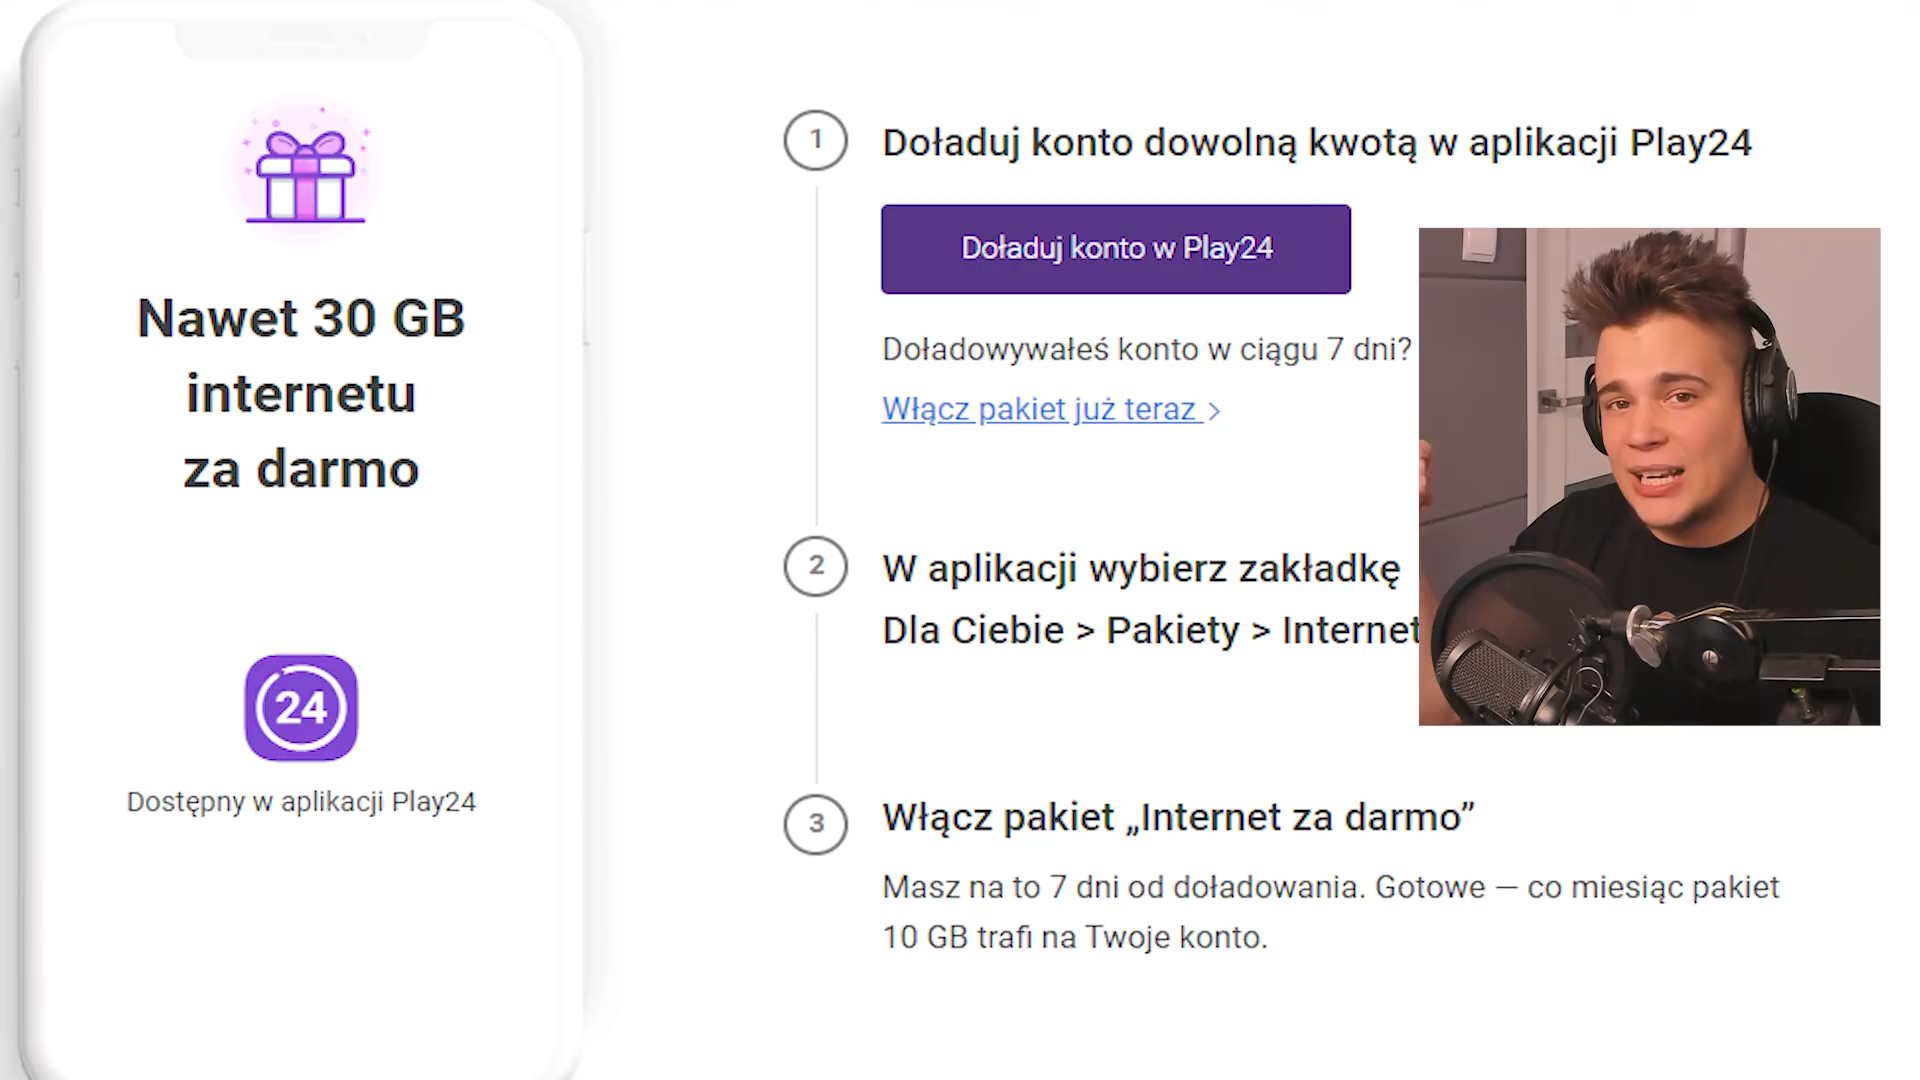 Nawet 30 GB
internetu
za darmo
24
Dostępny w aplikacji Play24
1
Doładuj konto dowolną kwotą w aplikacji Play24
Doładuj konto w Play24
Doładowywałeś konto w ciągu 7 dni?
Włącz pakiet już teraz >
2
W aplikacji wybierz zakładkę
Dla Ciebie > Pakiety > Internet
3
Włącz pakiet „Internet za darmo”
Masz na to 7 dni od doładowania. Gotowe — co miesiąc pakiet
10 GB trafi na Twoje konto.